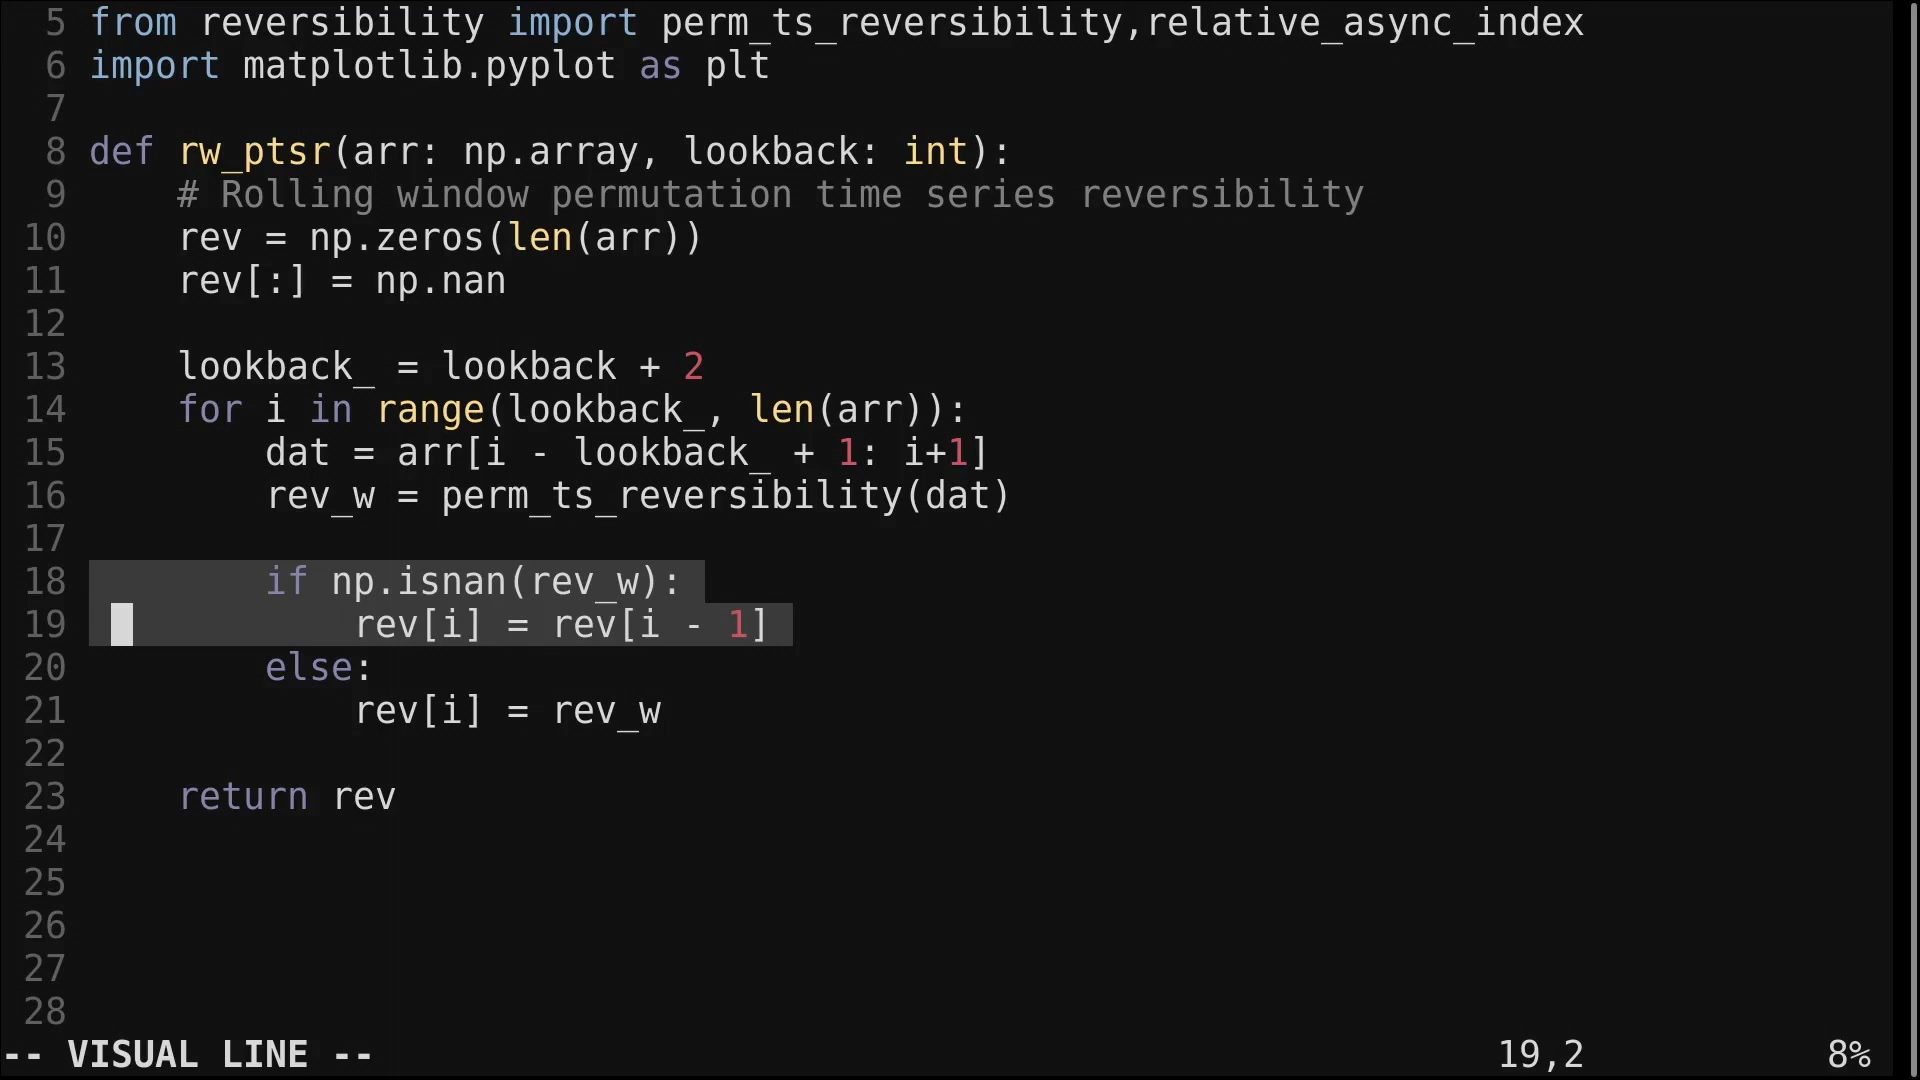 5 from reversibility import perm_ts_reversibility,relative_async_index
6 import matplotlib.pyplot as plt
7
8 def rw_ptsr(arr: np.array, lookback: int):
9     # Rolling window permutation time series reversibility
10     rev = np.zeros(len(arr))
11     rev[:] = np.nan
12
13     lookback_ = lookback + 2
14     for i in range(lookback_, len(arr)):
15         dat = arr[i - lookback_ + 1: i+1]
16         rev_w = perm_ts_reversibility(dat)
17
18         if np.isnan(rev_w):
19             rev[i] = rev[i - 1]
20         else:
21             rev[i] = rev_w
22
23     return rev
24
25
26
27
28
-- VISUAL LINE -- 19,2 8%